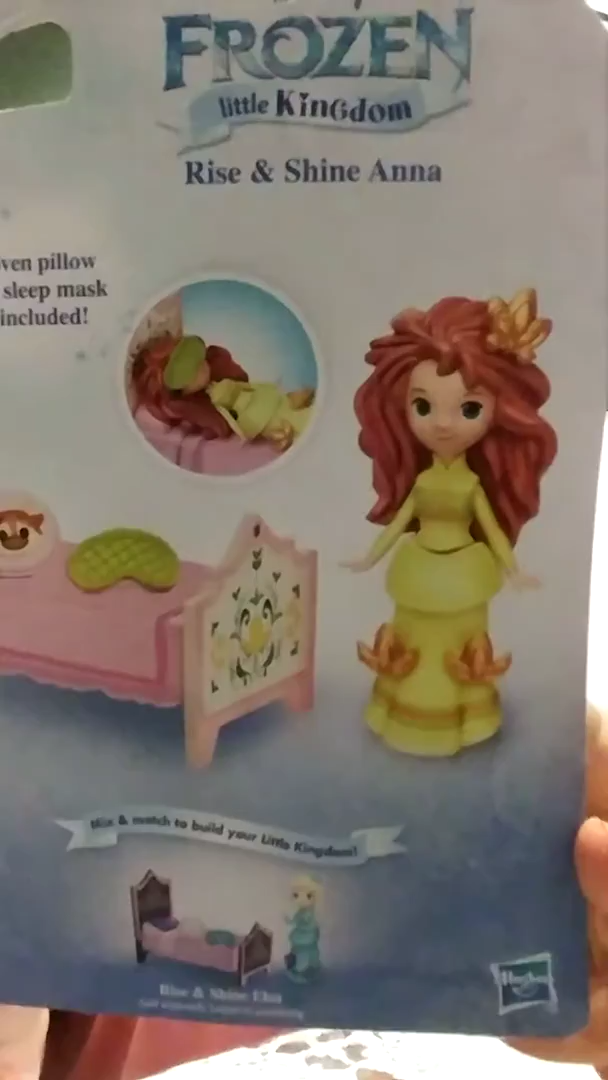 FROZEN
little Kingdom
Rise & Shine Anna
ven pillow
sleep mask
included!
Mix & match to build your Little Kingdom!
Rise & Shine Elsa
Hasbro